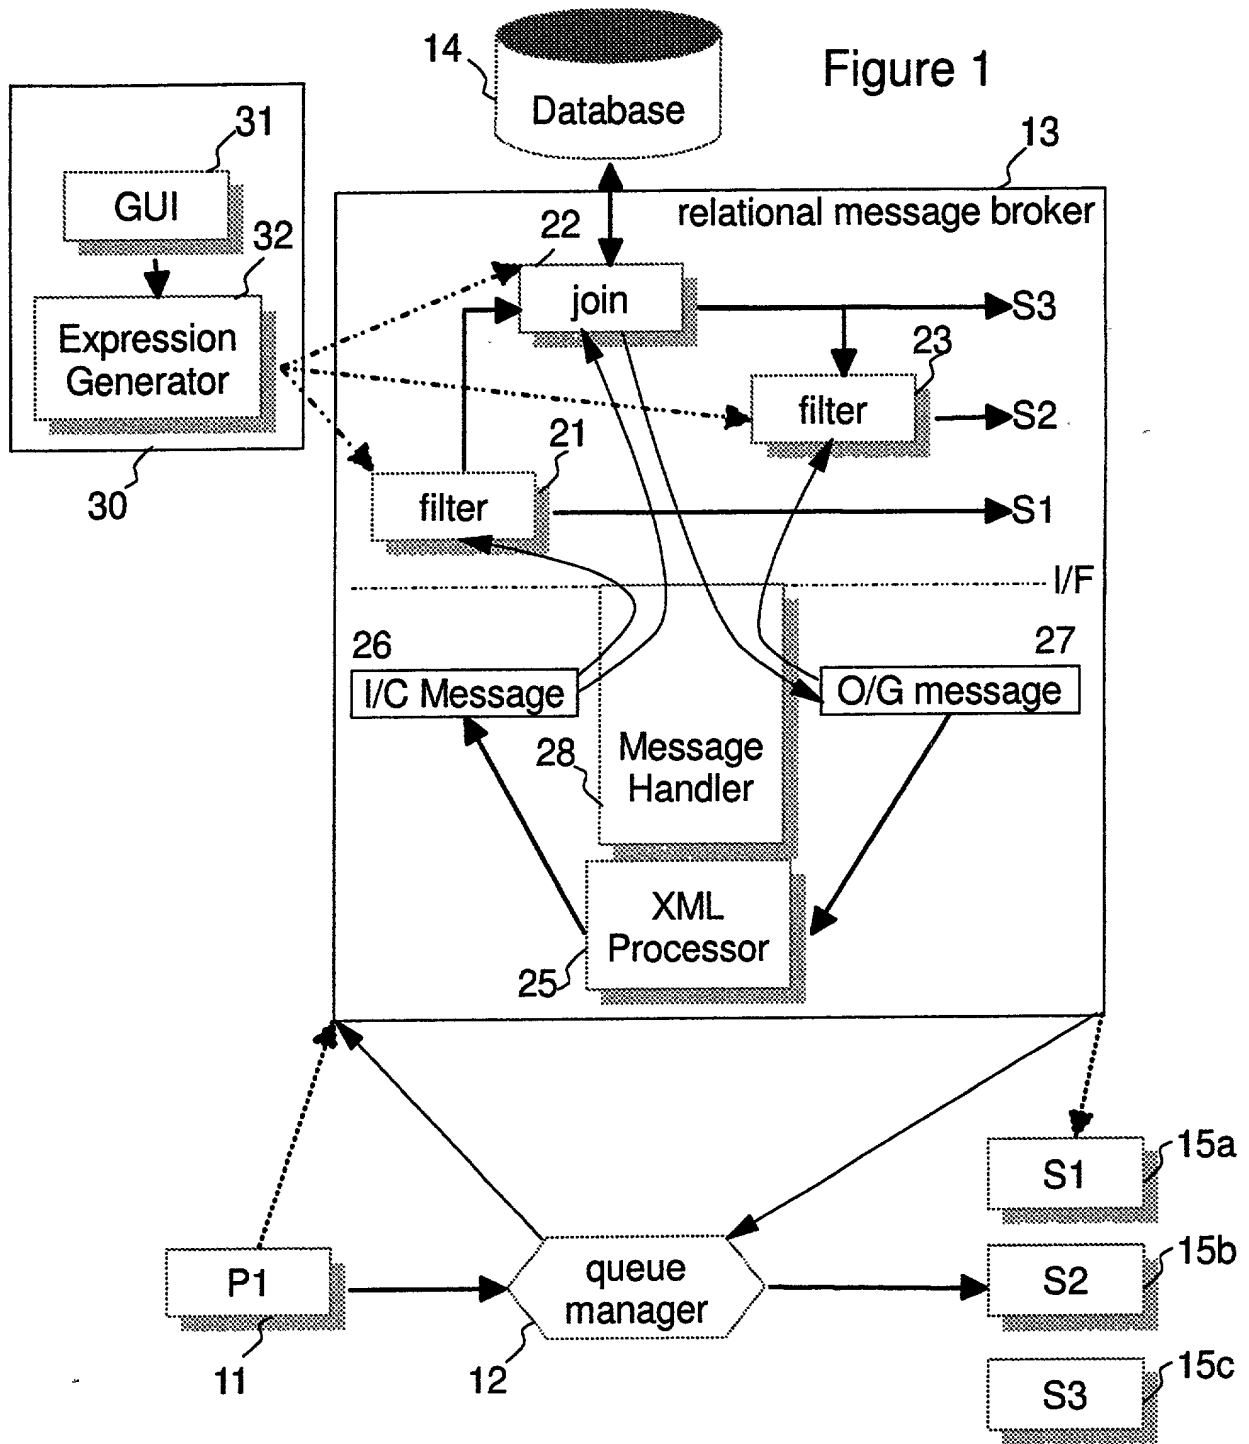 Figure 1
14
Database
31
GUI
32
Expression
Generator
30
13
relational message broker
22
join
S3
23
filter
S2
21
filter
S1
I/F
26
I/C Message
27
O/G message
28
Message
Handler
XML
Processor
25
P1
11
queue
manager
12
S1
15a
S2
15b
S3
15c